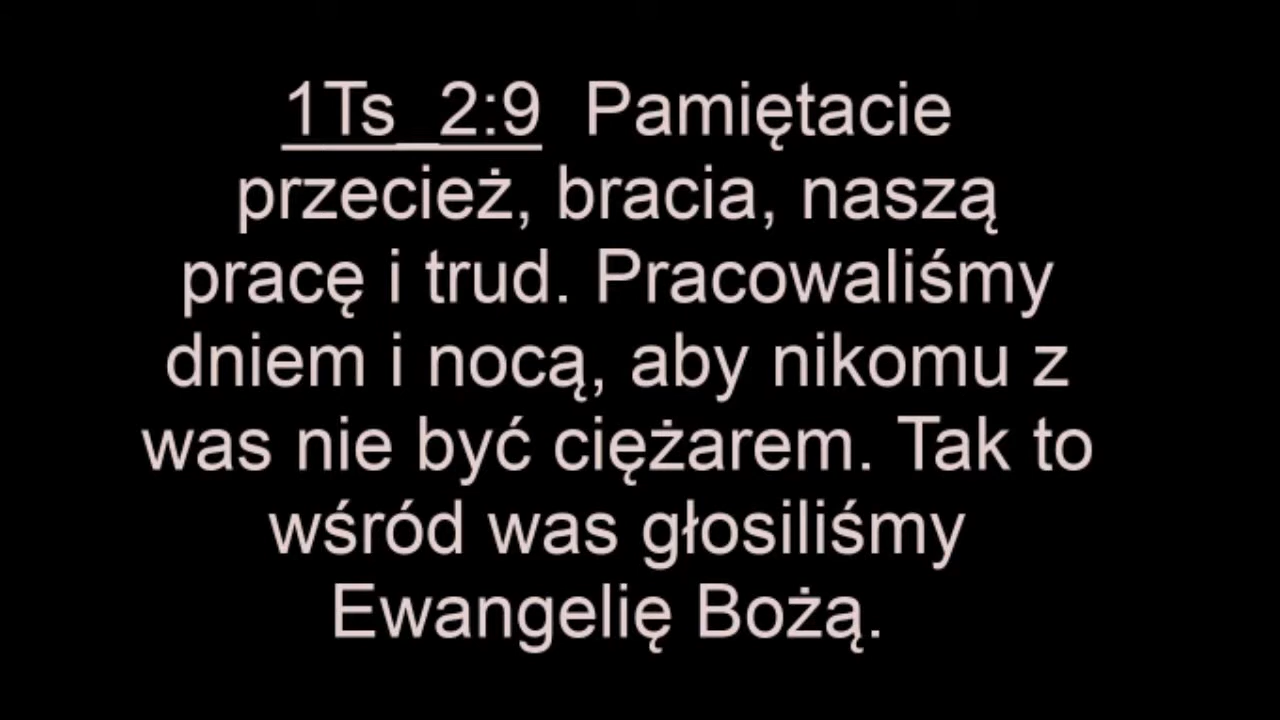 1Ts_2:9 Pamiętacie
przecież, bracia, naszą
pracę i trud. Pracowaliśmy
dniem i nocą, aby nikomu z
was nie być ciężarem. Tak to
wśród was głosiliśmy
Ewangelię Bożą.